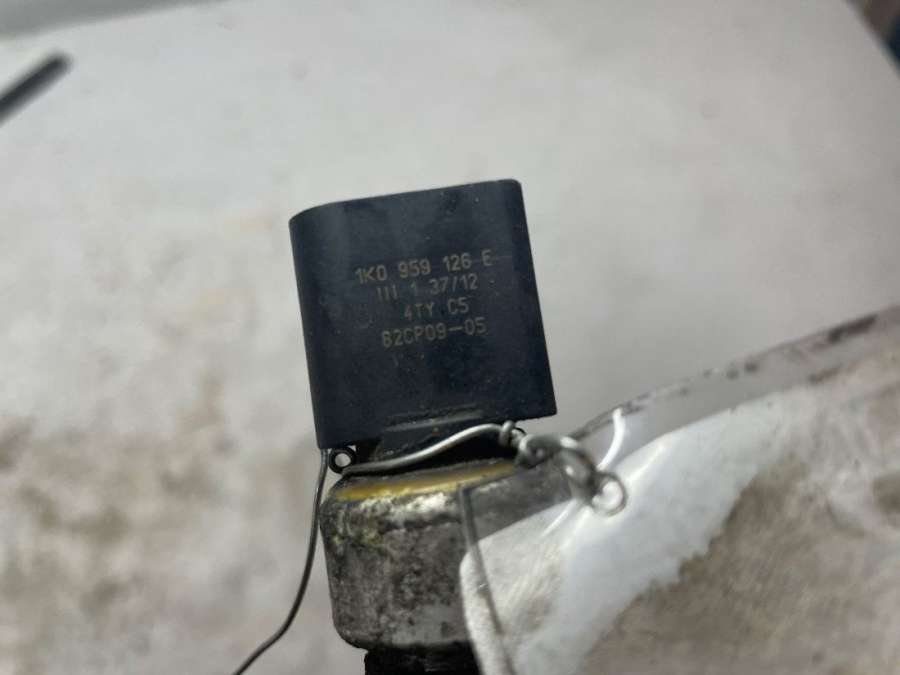 1K0 959 126 E
III 1 37/12
4TY C5
82CP09-05